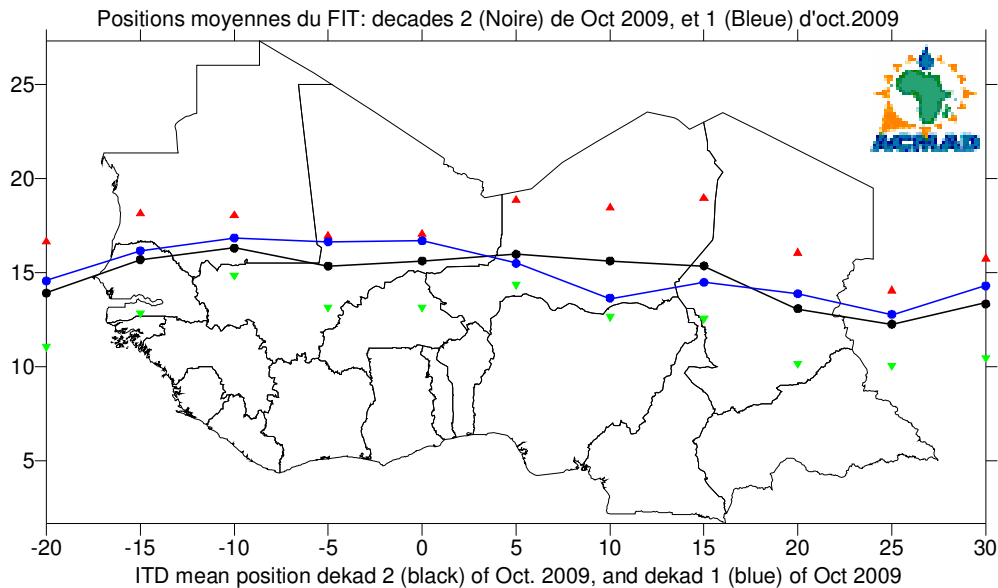 Positions moyennes du FIT: decades 2 (Noire) de Oct 2009, et 1 (Bleue) d'oct.2009
25
20
15
10
5
ACMAD
-20 -15 -10 -5 0 5 10 15 20 25 30
ITD mean position dekad 2 (black) of Oct. 2009, and dekad 1 (blue) of Oct 2009